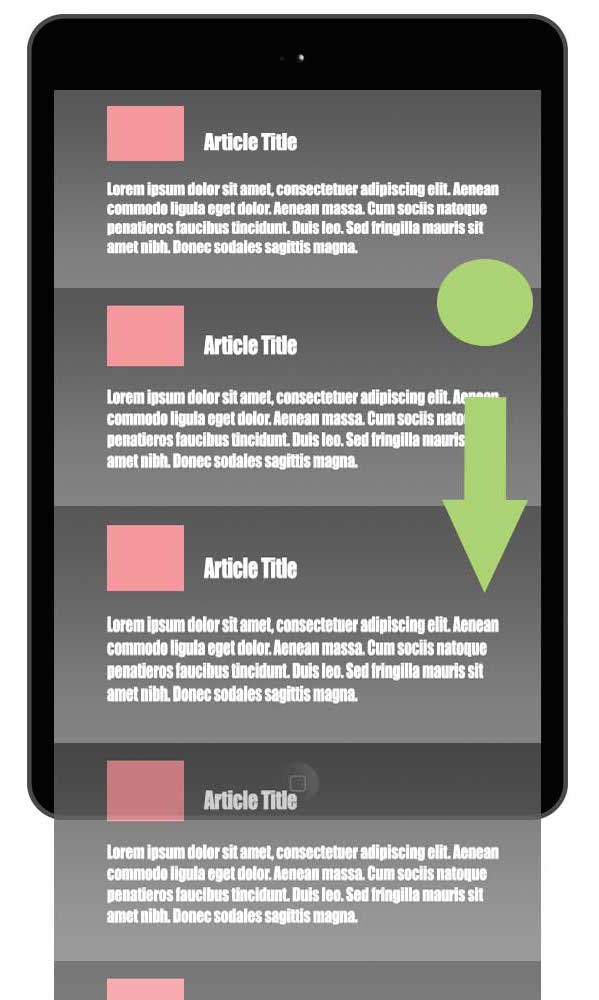 Article Title
Lorem ipsum dolor sit amet, consectetuer adipiscing elit. Aenean
commodo ligula eget dolor. Aenean massa. Cum sociis natoque
penatieros faucibus tincidunt. Duis leo. Sed fringilla mauris sit
amet nibh. Donec sodales sagittis magna.
Article Title
Lorem ipsum dolor sit amet, consectetuer adipiscing elit. Aenean
commodo ligula eget dolor. Aenean massa. Cum sociis nato
penatieros faucibus tincidunt. Duis leo. Sed fringilla mauris
amet nibh. Donec sodales sagittis magna.
Article Title
Lorem ipsum dolor sit amet, consectetuer adipiscing elit. Aenean
commodo ligula eget dolor. Aenean massa. Cum sociis natoque
penatieros faucibus tincidunt. Duis leo. Sed fringilla mauris sit
amet nibh. Donec sodales sagittis magna.
Article Title
Lorem ipsum dolor sit amet, consectetuer adipiscing elit. Aenean
commodo ligula eget dolor. Aenean massa. Cum sociis natoque
penatieros faucibus tincidunt. Duis leo. Sed fringilla mauris sit
amet nibh. Donec sodales sagittis magna.